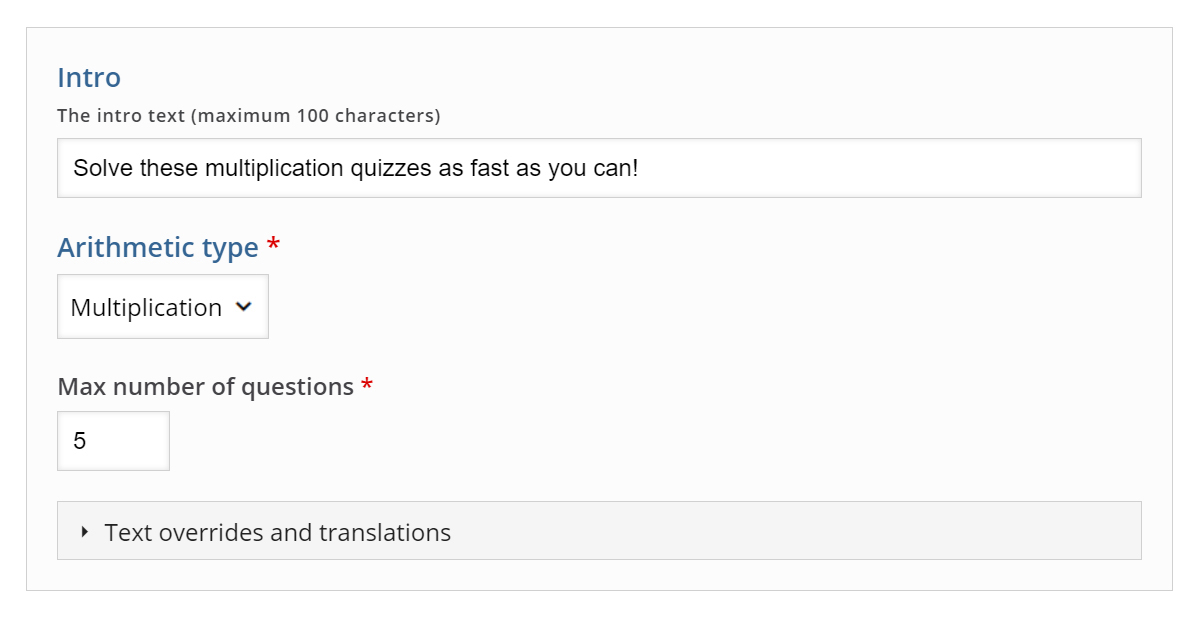 Intro
The intro text (maximum 100 characters)
Solve these multiplication quizzes as fast as you can!
Arithmetic type *
Multiplication
Max number of questions *
5
Text overrides and translations